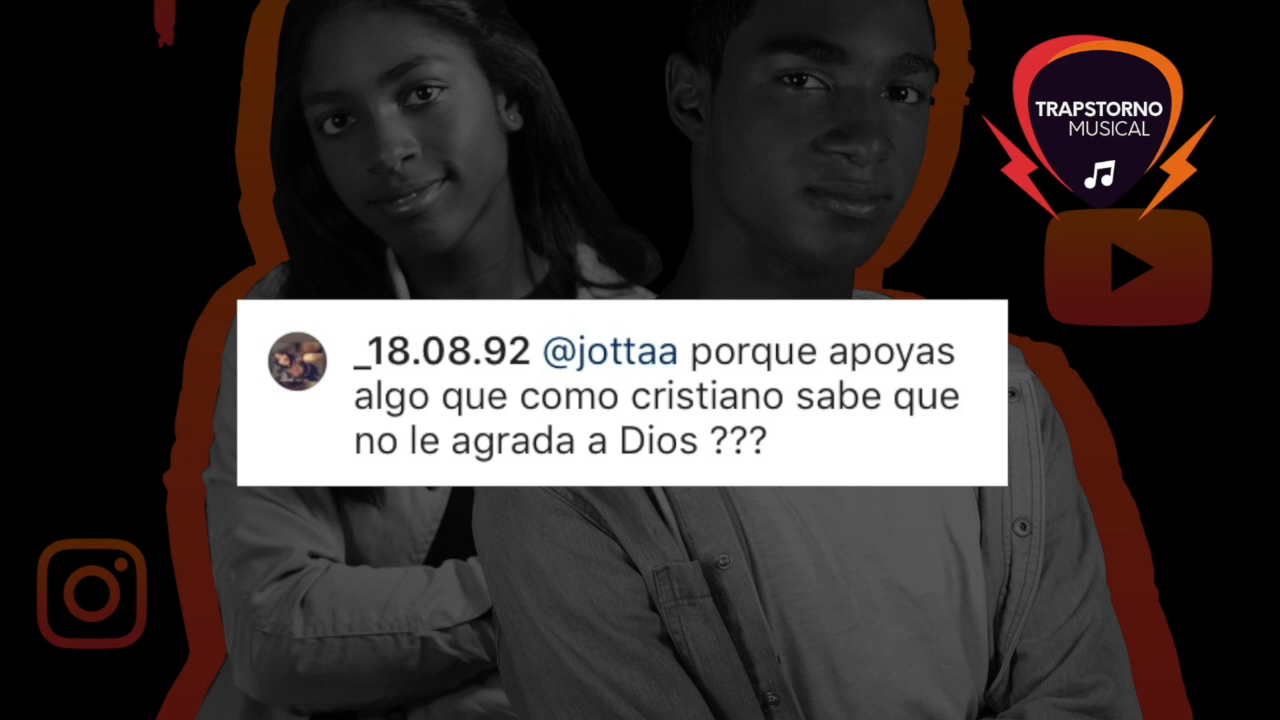 TRAPSTORNO
MUSICAL
_18.08.92 @jottaa porque apoyas
algo que como cristiano sabe que
no le agrada a Dios ???